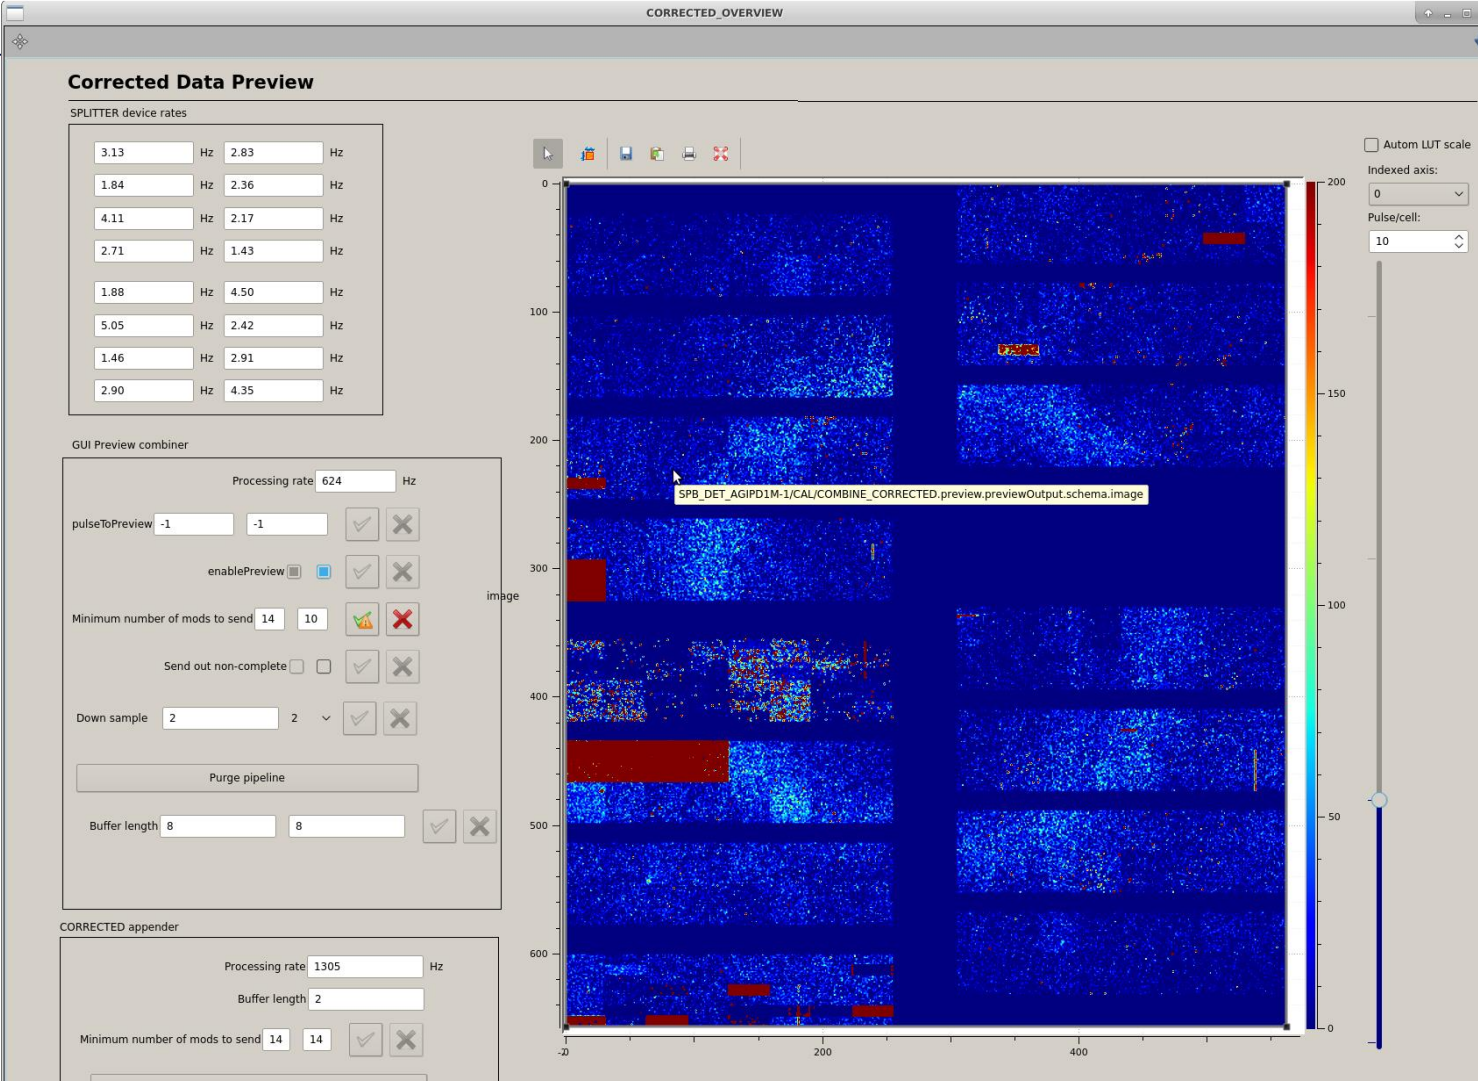 CORRECTED_OVERVIEW
Corrected Data Preview
SPLITTER device rates
3.13 Hz 2.83 Hz
1.84 Hz 2.36 Hz
4.11 Hz 2.17 Hz
2.71 Hz 1.43 Hz
1.88 Hz 4.50 Hz
5.05 Hz 2.42 Hz
1.46 Hz 2.91 Hz
2.90 Hz 4.35 Hz
GUI Preview combiner
Processing rate 624 Hz
pulseToPreview -1 -1
enablePreview
Minimum number of mods to send 14 10
Send out non-complete
Down sample 2 2
Purge pipeline
Buffer length 8 8
CORRECTED appender
Processing rate 1305 Hz
Buffer length 2
Minimum number of mods to send 14 14
image
0
100
200
300
400
500
600
200
400
SPB_DET_AGIPD1M-1/CAL/COMBINE_CORRECTED.preview.previewOutput.schema.image
200
150
100
50
0
Autom LUT scale
Indexed axis:
0
Pulse/cell:
10